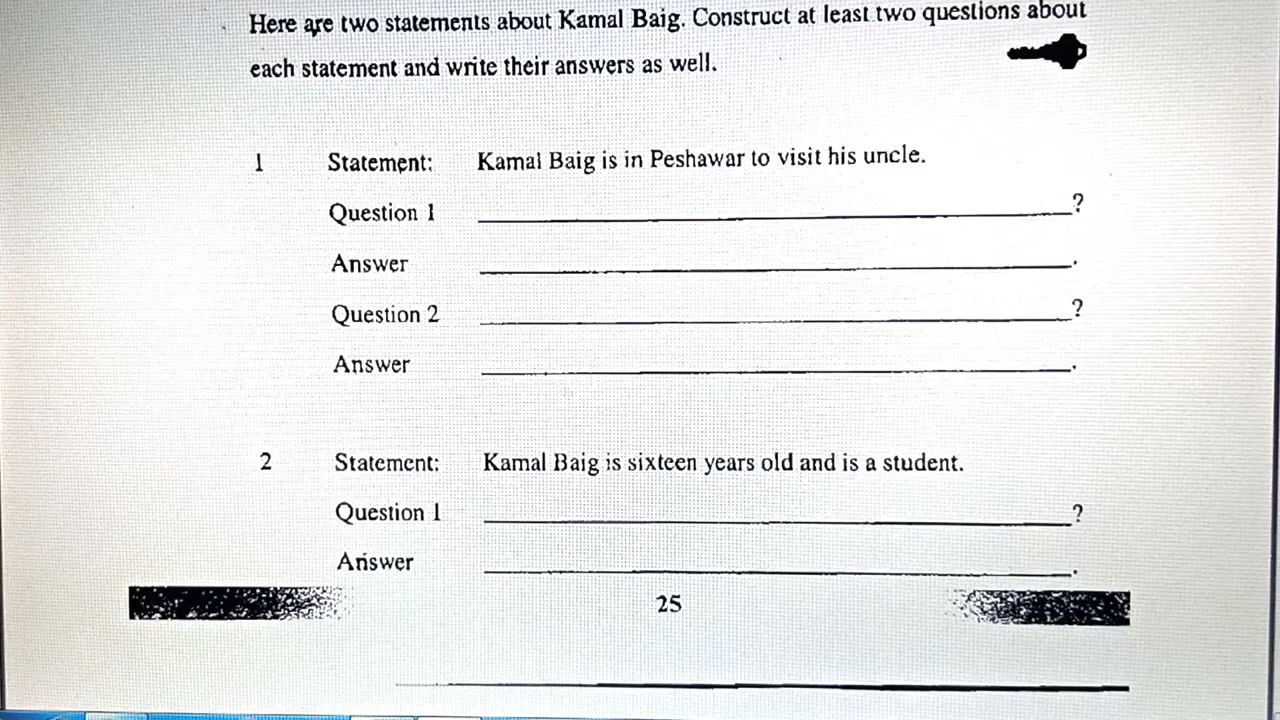 Here are two statements about Kamal Baig. Construct at least two questions about
each statement and write their answers as well.
1 Statement: Kamal Baig is in Peshawar to visit his uncle.
Question 1 ?
Answer .
Question 2 ?
Answer .
2 Statement: Kamal Baig is sixteen years old and is a student.
Question 1 ?
Answer .
25